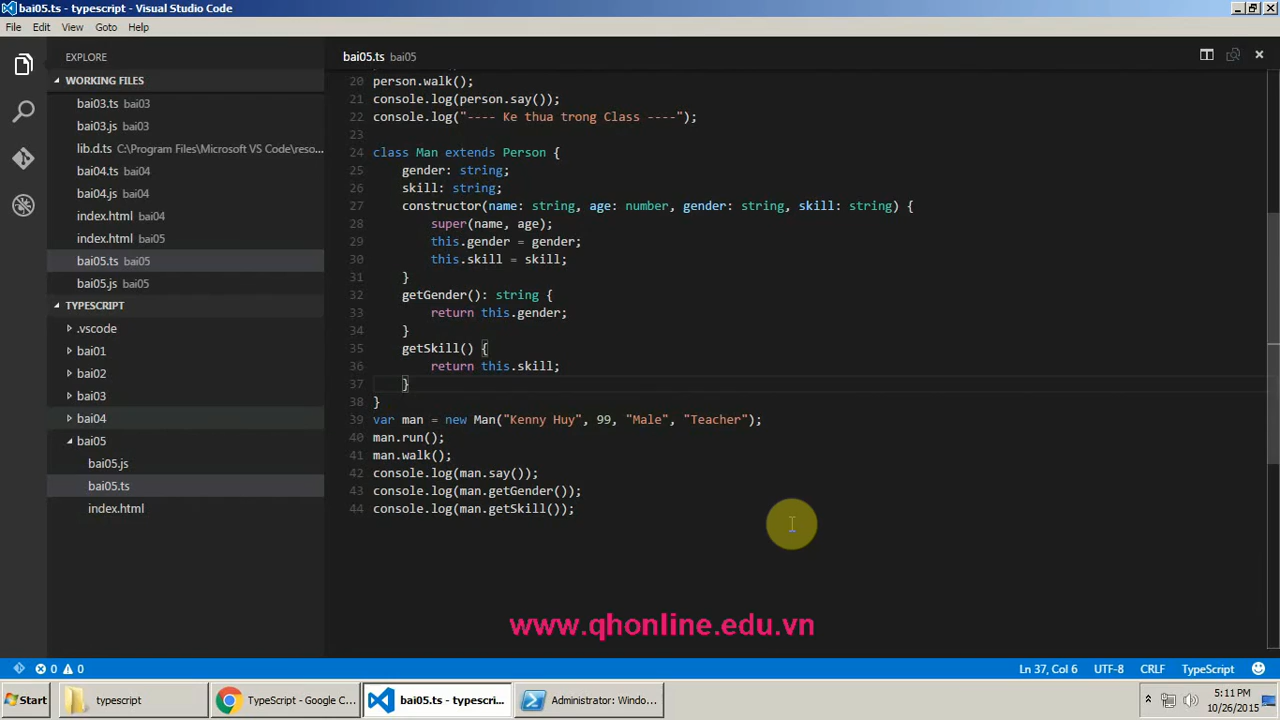 bai05.ts - typescript - Visual Studio Code
File Edit View Goto Help
EXPLORE
WORKING FILES
bai03.ts bai03
bai03.js bai03
lib.d.ts C:\Program Files\Microsoft VS Code\reso...
bai04.ts bai04
bai04.js bai04
index.html bai04
index.html bai05
bai05.ts bai05
bai05.js bai05
TYPESCRIPT
.vscode
bai01
bai02
bai03
bai04
bai05
bai05.js
bai05.ts
index.html
bai05.ts bai05
20 person.walk();
21 console.log(person.say());
22 console.log("---- Ke thua trong Class ----");
23
24 class Man extends Person {
25 gender: string;
26 skill: string;
27 constructor(name: string, age: number, gender: string, skill: string) {
28 super(name, age);
29 this.gender = gender;
30 this.skill = skill;
31 }
32 getGender(): string {
33 return this.gender;
34 }
35 getSkill() {
36 return this.skill;
37 }
38 }
39 var man = new Man("Kenny Huy", 99, "Male", "Teacher");
40 man.run();
41 man.walk();
42 console.log(man.say());
43 console.log(man.getGender());
44 console.log(man.getSkill());
www.qhonline.edu.vn
0 0 Ln 37, Col 6 UTF-8 CRLF TypeScript
Start typescript TypeScript - Google C... bai05.ts - typescri... Administrator: Windo... 5:11 PM
10/26/2015